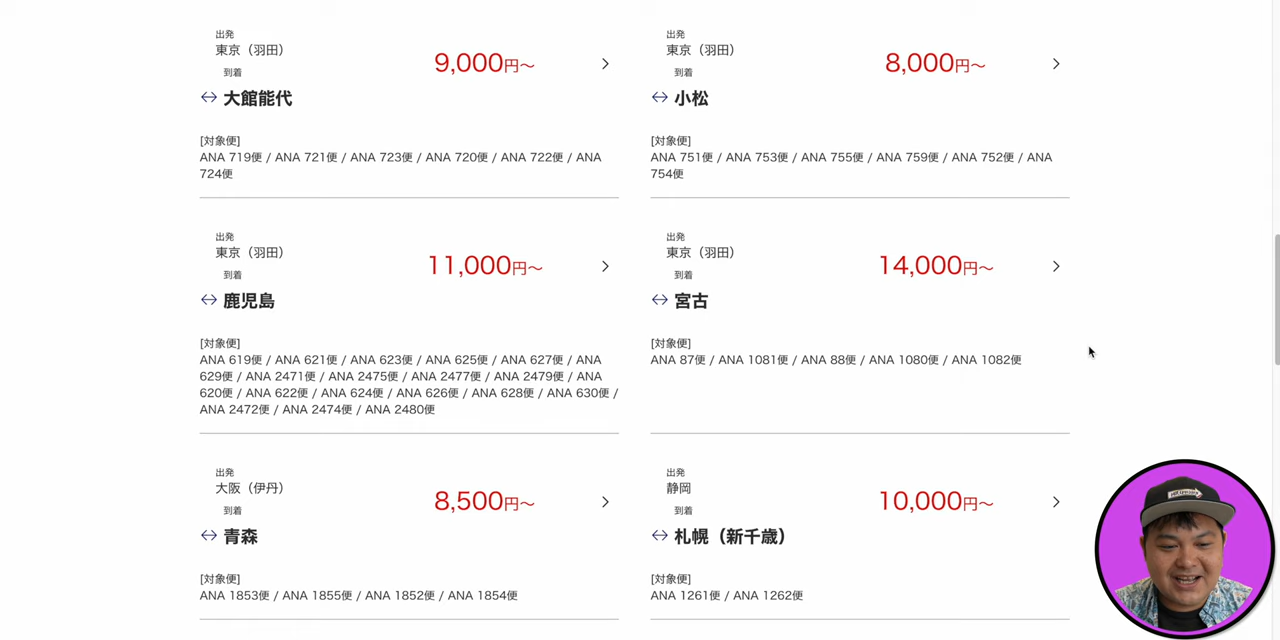 出発
東京（羽田）
到着
9,000円～
↔ 大館能代
[対象便]
ANA 719便 / ANA 721便 / ANA 723便 / ANA 720便 / ANA 722便 / ANA
724便
出発
東京（羽田）
到着
8,000円～
↔ 小松
[対象便]
ANA 751便 / ANA 753便 / ANA 755便 / ANA 759便 / ANA 752便 / ANA
754便
出発
東京（羽田）
到着
11,000円～
↔ 鹿児島
[対象便]
ANA 619便 / ANA 621便 / ANA 623便 / ANA 625便 / ANA 627便 / ANA
629便 / ANA 2471便 / ANA 2475便 / ANA 2477便 / ANA 2479便 / ANA
620便 / ANA 622便 / ANA 624便 / ANA 626便 / ANA 628便 / ANA 630便 /
ANA 2472便 / ANA 2474便 / ANA 2480便
出発
東京（羽田）
到着
14,000円～
↔ 宮古
[対象便]
ANA 87便 / ANA 1081便 / ANA 88便 / ANA 1080便 / ANA 1082便
出発
大阪（伊丹）
到着
8,500円～
↔ 青森
[対象便]
ANA 1853便 / ANA 1855便 / ANA 1852便 / ANA 1854便
出発
静岡
到着
10,000円～
↔ 札幌（新千歳）
[対象便]
ANA 1261便 / ANA 1262便